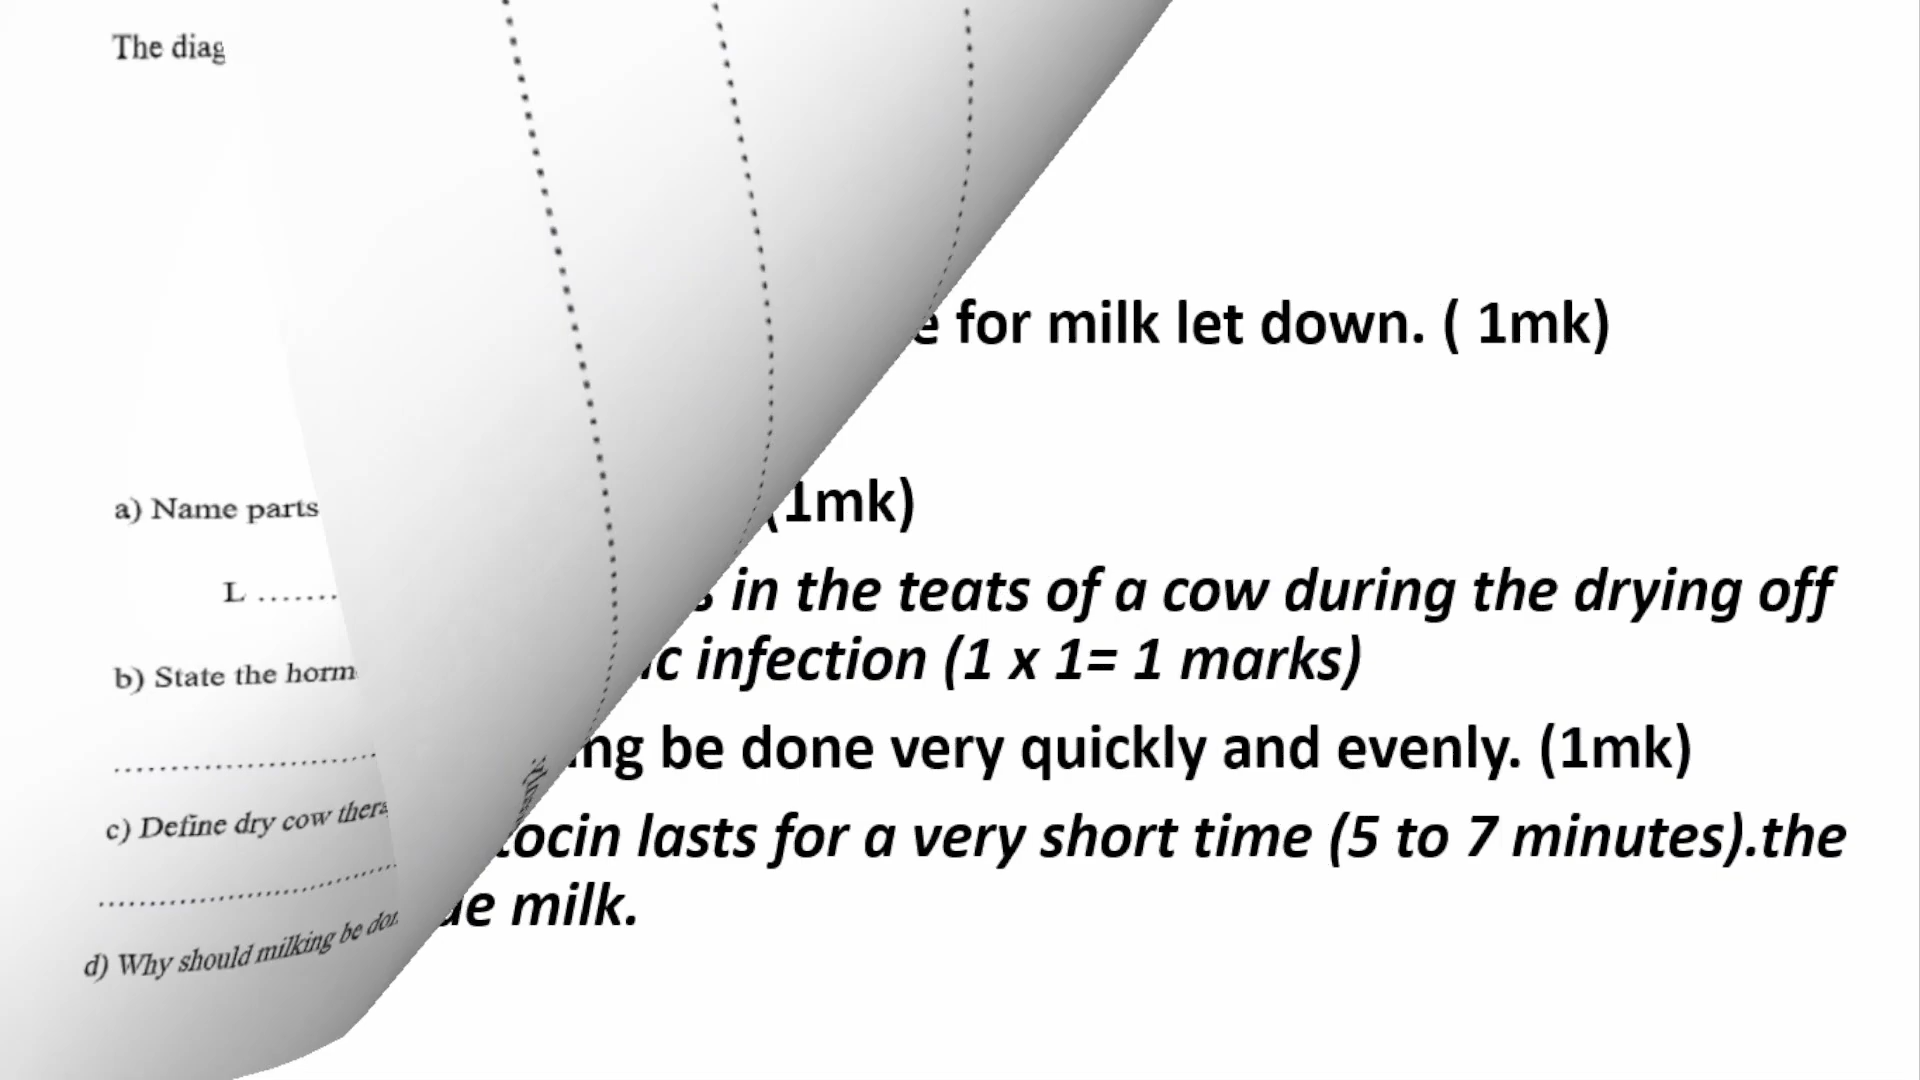 The diag
a) Name parts
L .......
b) State the horm
c) Define dry cow thera
d) Why should milking be don
for milk let down. ( 1mk)
(1mk)
in the teats of a cow during the drying off
infection (1 x 1= 1 marks)
be done very quickly and evenly. (1mk)
tocin lasts for a very short time (5 to 7 minutes).the
milk.